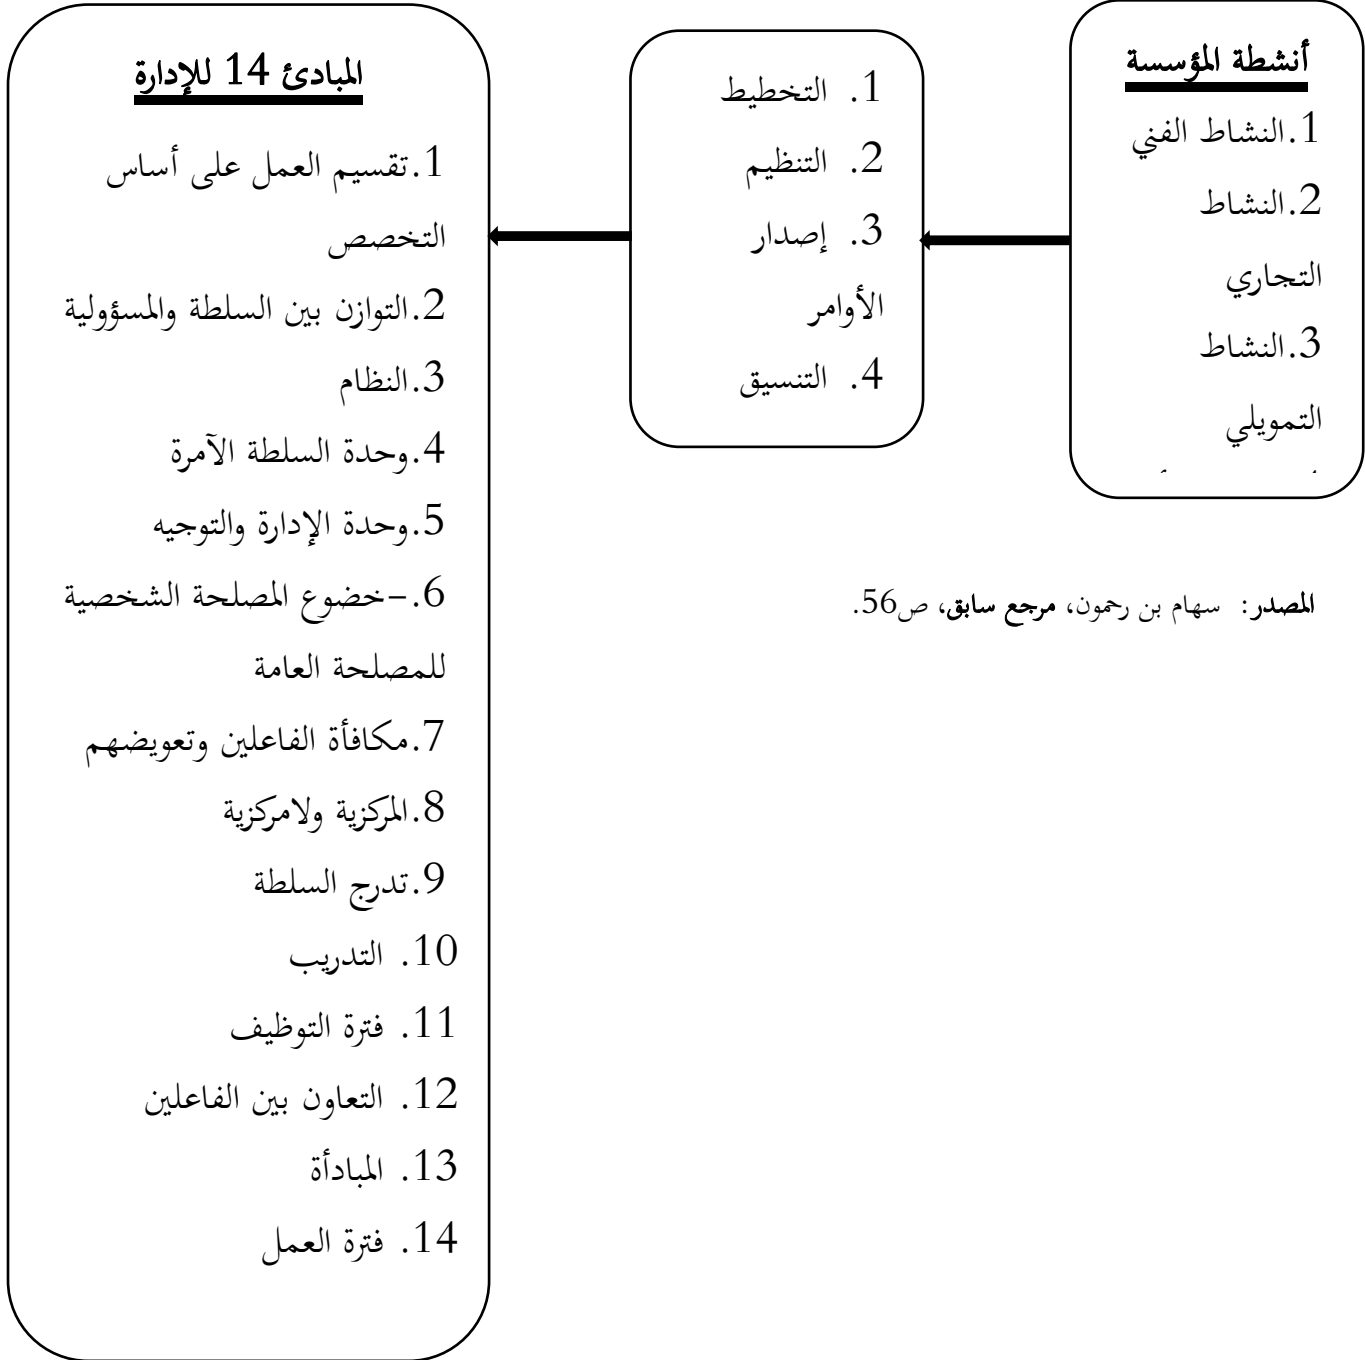 أنشطة المؤسسة
1.النشاط الفني
2.النشاط
التجاري
3.النشاط
التمويلي
1. التخطيط
2. التنظيم
3. إصدار
الأوامر
4. التنسيق
المبادئ 14 للإدارة
1.تقسيم العمل على أساس
التخصص
2.التوازن بين السلطة والمسؤولية
3.النظام
4.وحدة السلطة الآمرة
5.وحدة الإدارة والتوجيه
6.-خضوع المصلحة الشخصية
للمصلحة العامة
7.مكافأة الفاعلين وتعويضهم
8.المركزية ولامركزية
9.تدرج السلطة
10. التدريب
11. فترة التوظيف
12. التعاون بين الفاعلين
13. المبادأة
14. فترة العمل
المصدر: سهام بن رحمون، مرجع سابق، ص56.